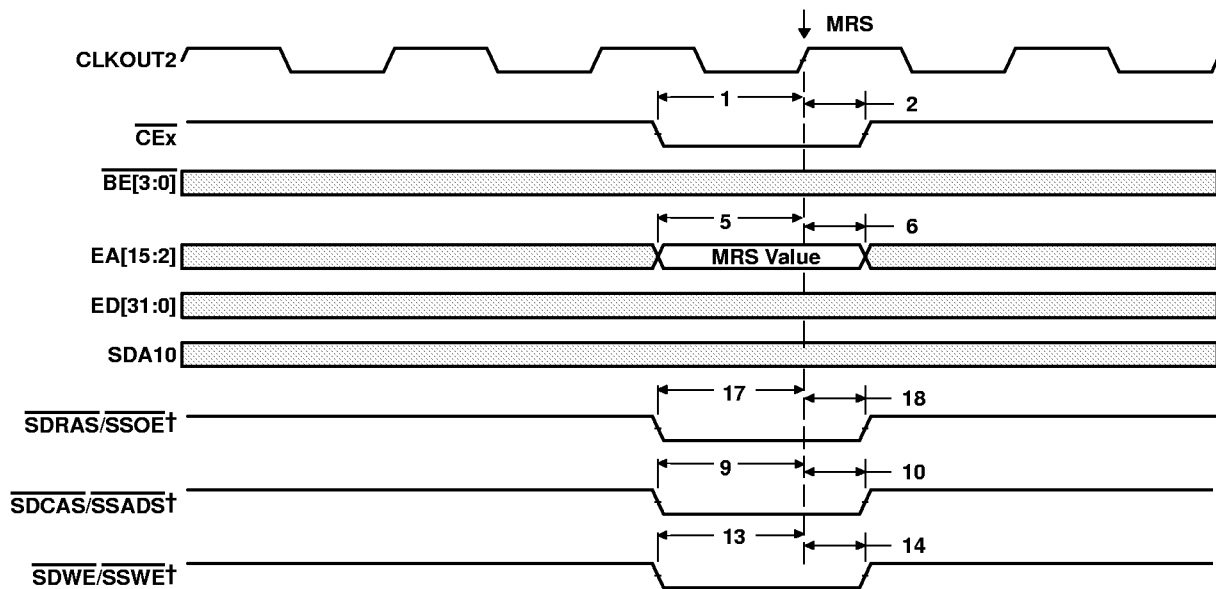 MRS
CLKOUT2
1
2
CEx
BE[3:0]
5
6
EA[15:2]
MRS Value
ED[31:0]
SDA10
17
18
SDRAS/SSOE†
9
10
SDCAS/SSADS†
13
14
SDWE/SSWE†